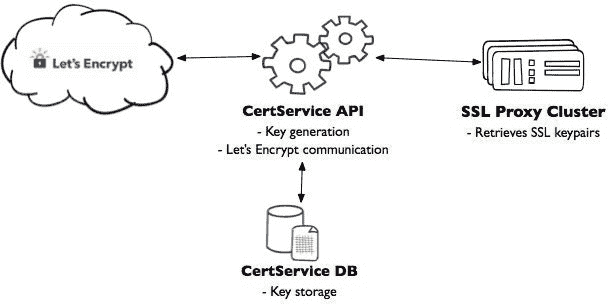 Let's Encrypt
CertService API
- Key generation
- Let's Encrypt communication
SSL Proxy Cluster
- Retrieves SSL keypairs
CertService DB
- Key storage